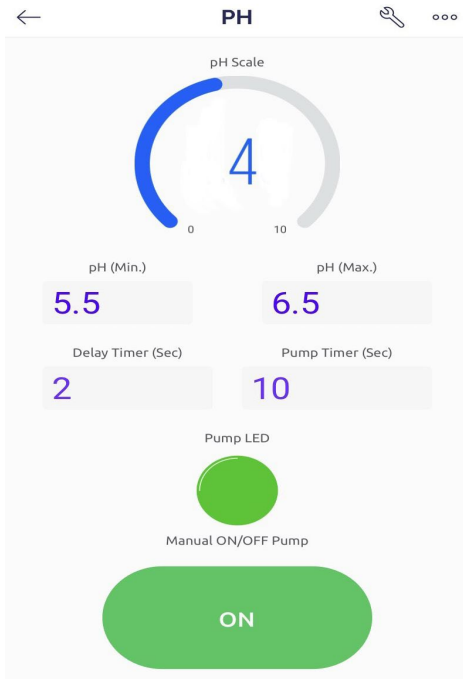 PH
pH Scale
4
0 10
pH (Min.) pH (Max.)
5.5 6.5
Delay Timer (Sec) Pump Timer (Sec)
2 10
Pump LED
Manual ON/OFF Pump
ON